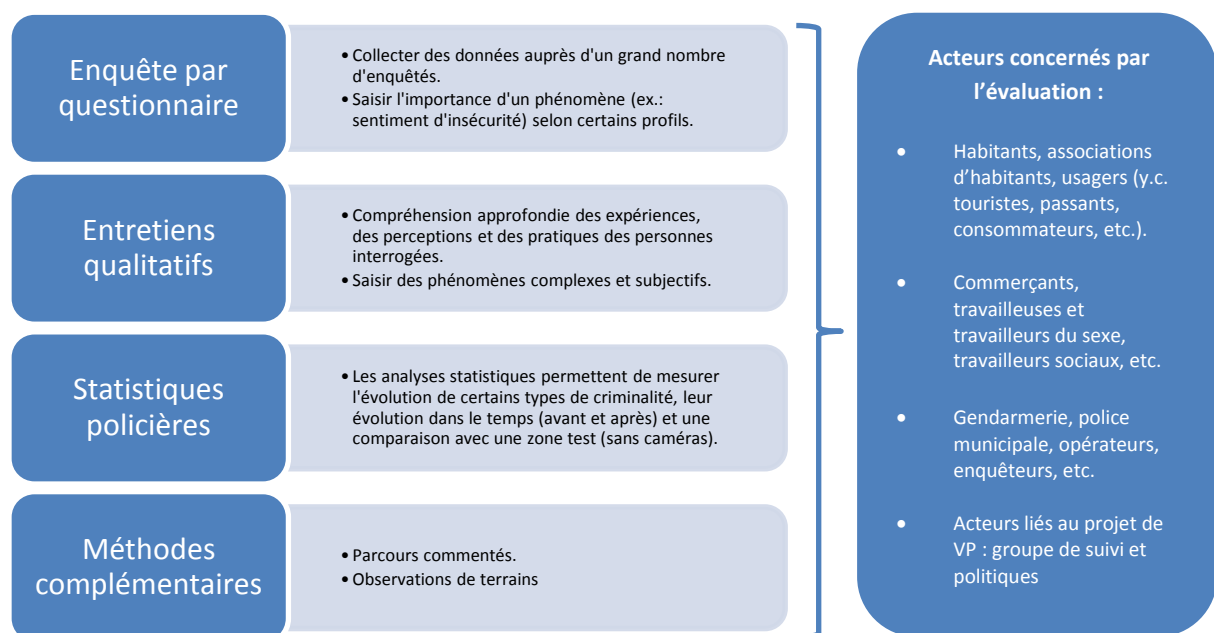 Enquête par
questionnaire
• Collecter des données auprès d'un grand nombre
d'enquêtés.
• Saisir l'importance d'un phénomène (ex.:
sentiment d'insécurité) selon certains profils.
Entretiens
qualitatifs
• Compréhension approfondie des expériences,
des perceptions et des pratiques des personnes
interrogées.
• Saisir des phénomènes complexes et subjectifs.
Statistiques
policières
• Les analyses statistiques permettent de mesurer
l'évolution de certains types de criminalité, leur
évolution dans le temps (avant et après) et une
comparaison avec une zone test (sans caméras).
Méthodes
complémentaires
• Parcours commentés.
• Observations de terrains
Acteurs concernés par
l'évaluation :
• Habitants, associations
d'habitants, usagers (y.c.
touristes, passants,
consommateurs, etc.).
• Commerçants,
travailleuses et
travailleurs du sexe,
travailleurs sociaux, etc.
• Gendarmerie, police
municipale, opérateurs,
enquêteurs, etc.
• Acteurs liés au projet de
VP : groupe de suivi et
politiques